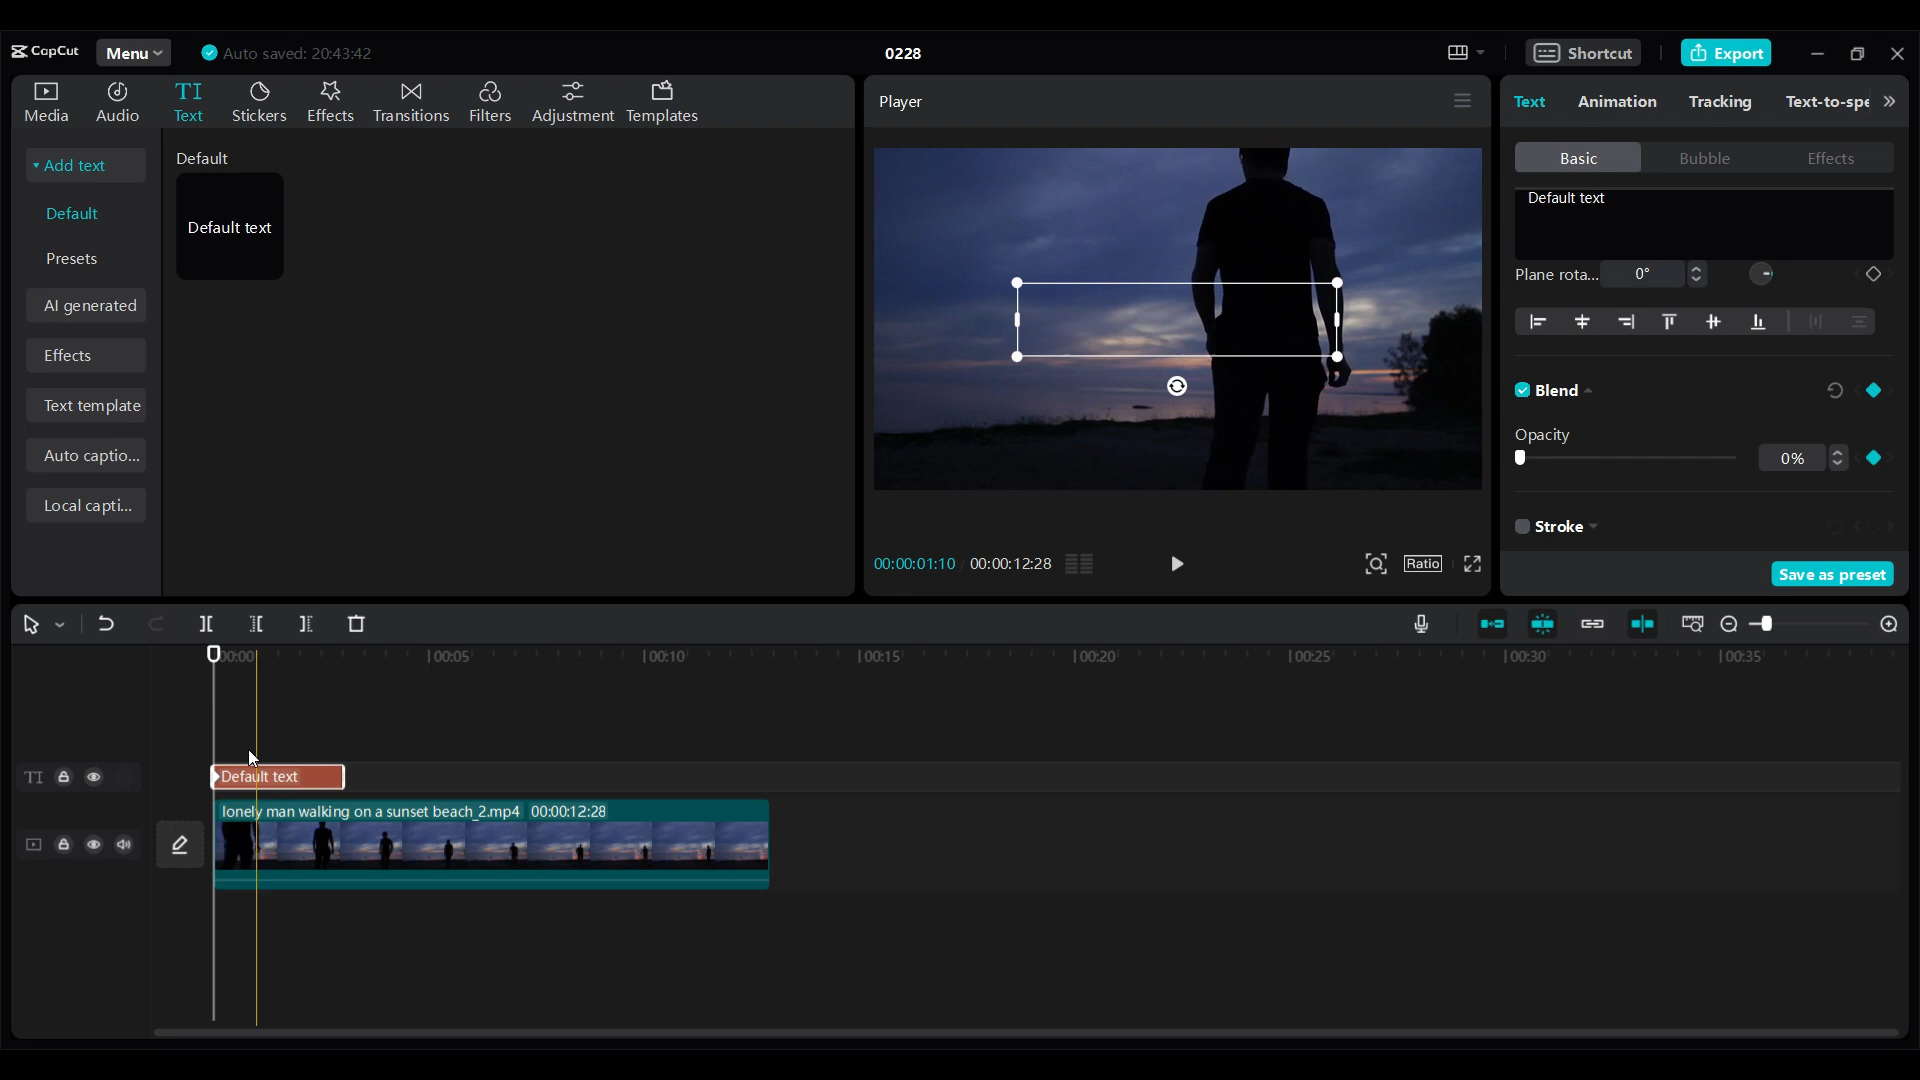 CapCut
Menu
Auto saved: 20:43:42
0228
Shortcut
Export
Media
Audio
TI
Text
Stickers
Effects
Transitions
Filters
Adjustment
Templates
Add text
Default
Presets
AI generated
Effects
Text template
Auto captio...
Local capti...
Default
Default text
Player
00:00:01:10 / 00:00:12:28
Ratio
Text
Animation
Tracking
Text-to-spe
Basic
Bubble
Effects
Default text
Plane rota...
0°
Blend
Opacity
0%
Stroke
Save as preset
00:00
00:05
00:10
00:15
00:20
00:25
00:30
00:35
TI
Default text
lonely man walking on a sunset beach_2.mp4 00:00:12:28